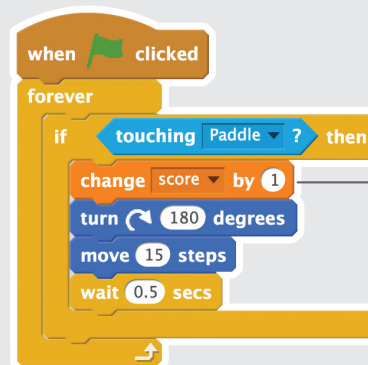 when clicked
forever
if touching Paddle ? then
change score by 1
turn 180 degrees
move 15 steps
wait 0.5 secs